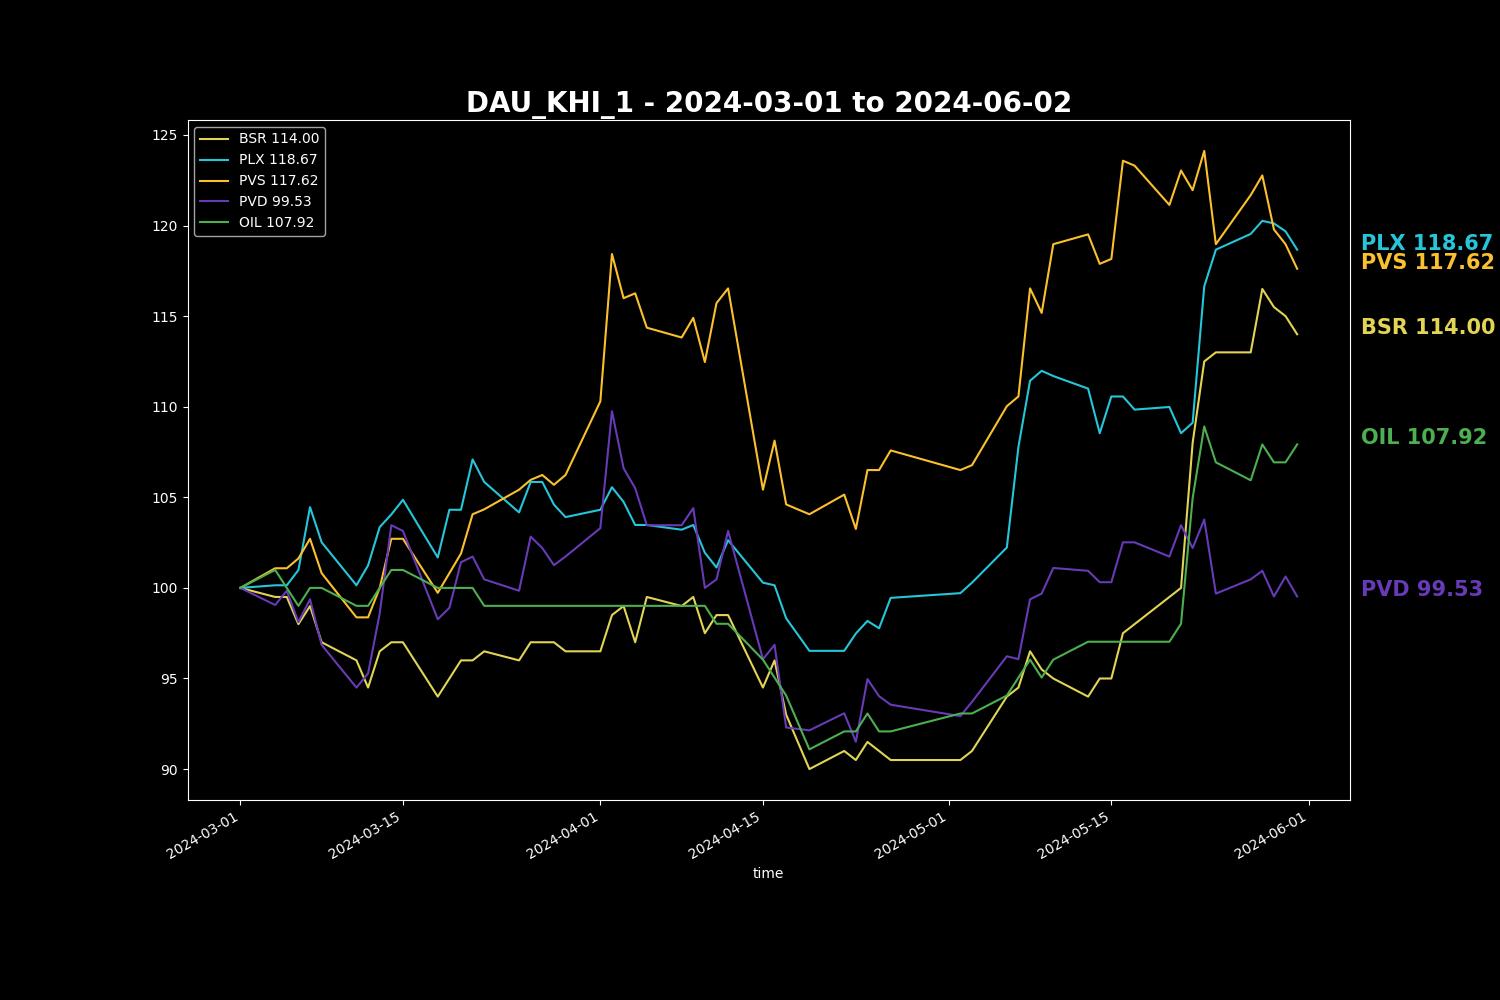 DAU_KHI_1 - 2024-03-01 to 2024-06-02
125
120
115
110
105
100
95
90
BSR 114.00
PLX 118.67
PVS 117.62
PVD 99.53
OIL 107.92
PLX 118.67
PVS 117.62
BSR 114.00
OIL 107.92
PVD 99.53
2024-03-01
2024-03-15
2024-04-01
2024-04-15
2024-05-01
2024-05-15
2024-06-01
time